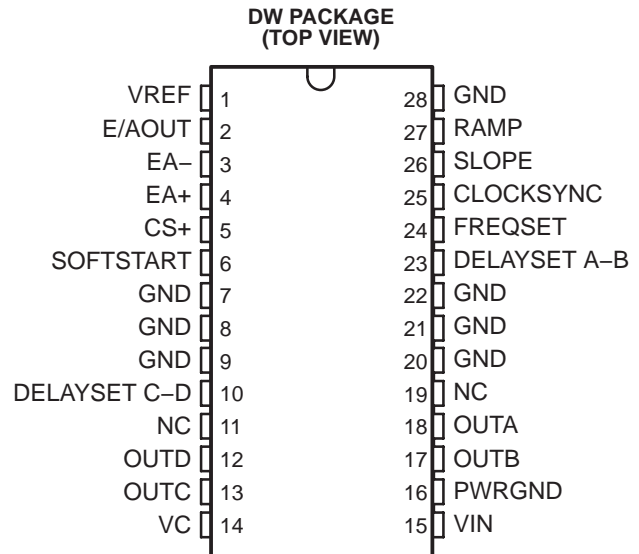 DW PACKAGE
(TOP VIEW)
VREF 1 28 GND
E/AOUT 2 27 RAMP
EA− 3 26 SLOPE
EA+ 4 25 CLOCKSYNC
CS+ 5 24 FREQSET
SOFTSTART 6 23 DELAYSET A−B
GND 7 22 GND
GND 8 21 GND
GND 9 20 GND
DELAYSET C−D 10 19 NC
NC 11 18 OUTA
OUTD 12 17 OUTB
OUTC 13 16 PWRGND
VC 14 15 VIN